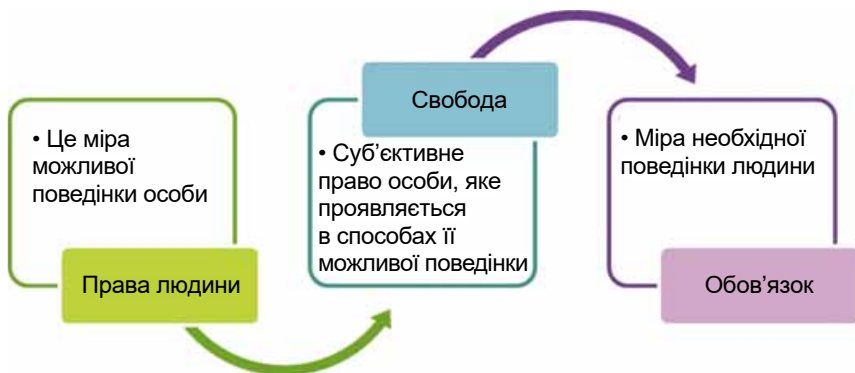 • Це міра
можливої
поведінки особи
Права людини
Свобода
• Суб’єктивне
право особи, яке
проявляється
в способах її
можливої поведінки
• Міра необхідної
поведінки людини
Обов’язок